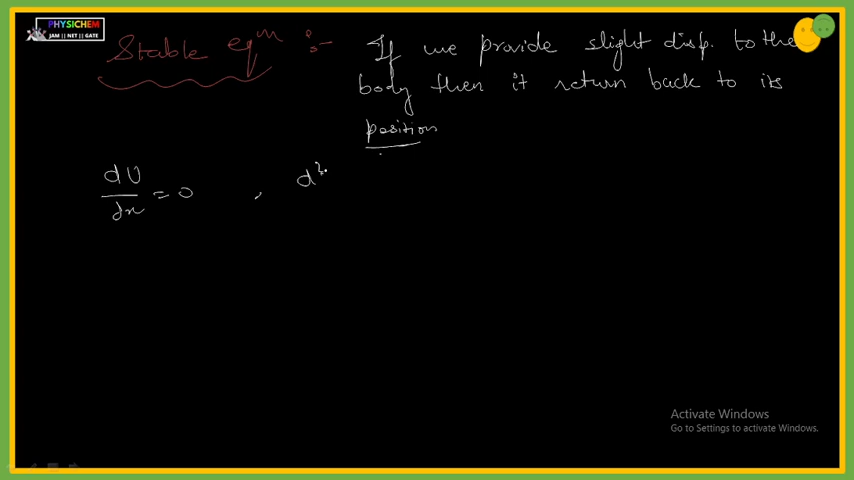 PHYSICHEM
JAM || NET || GATE
Stable eqᵐ :- If we provide slight disp. to the
body then it return back to its
position
dU/dx = 0 , d²
Activate Windows
Go to Settings to activate Windows.